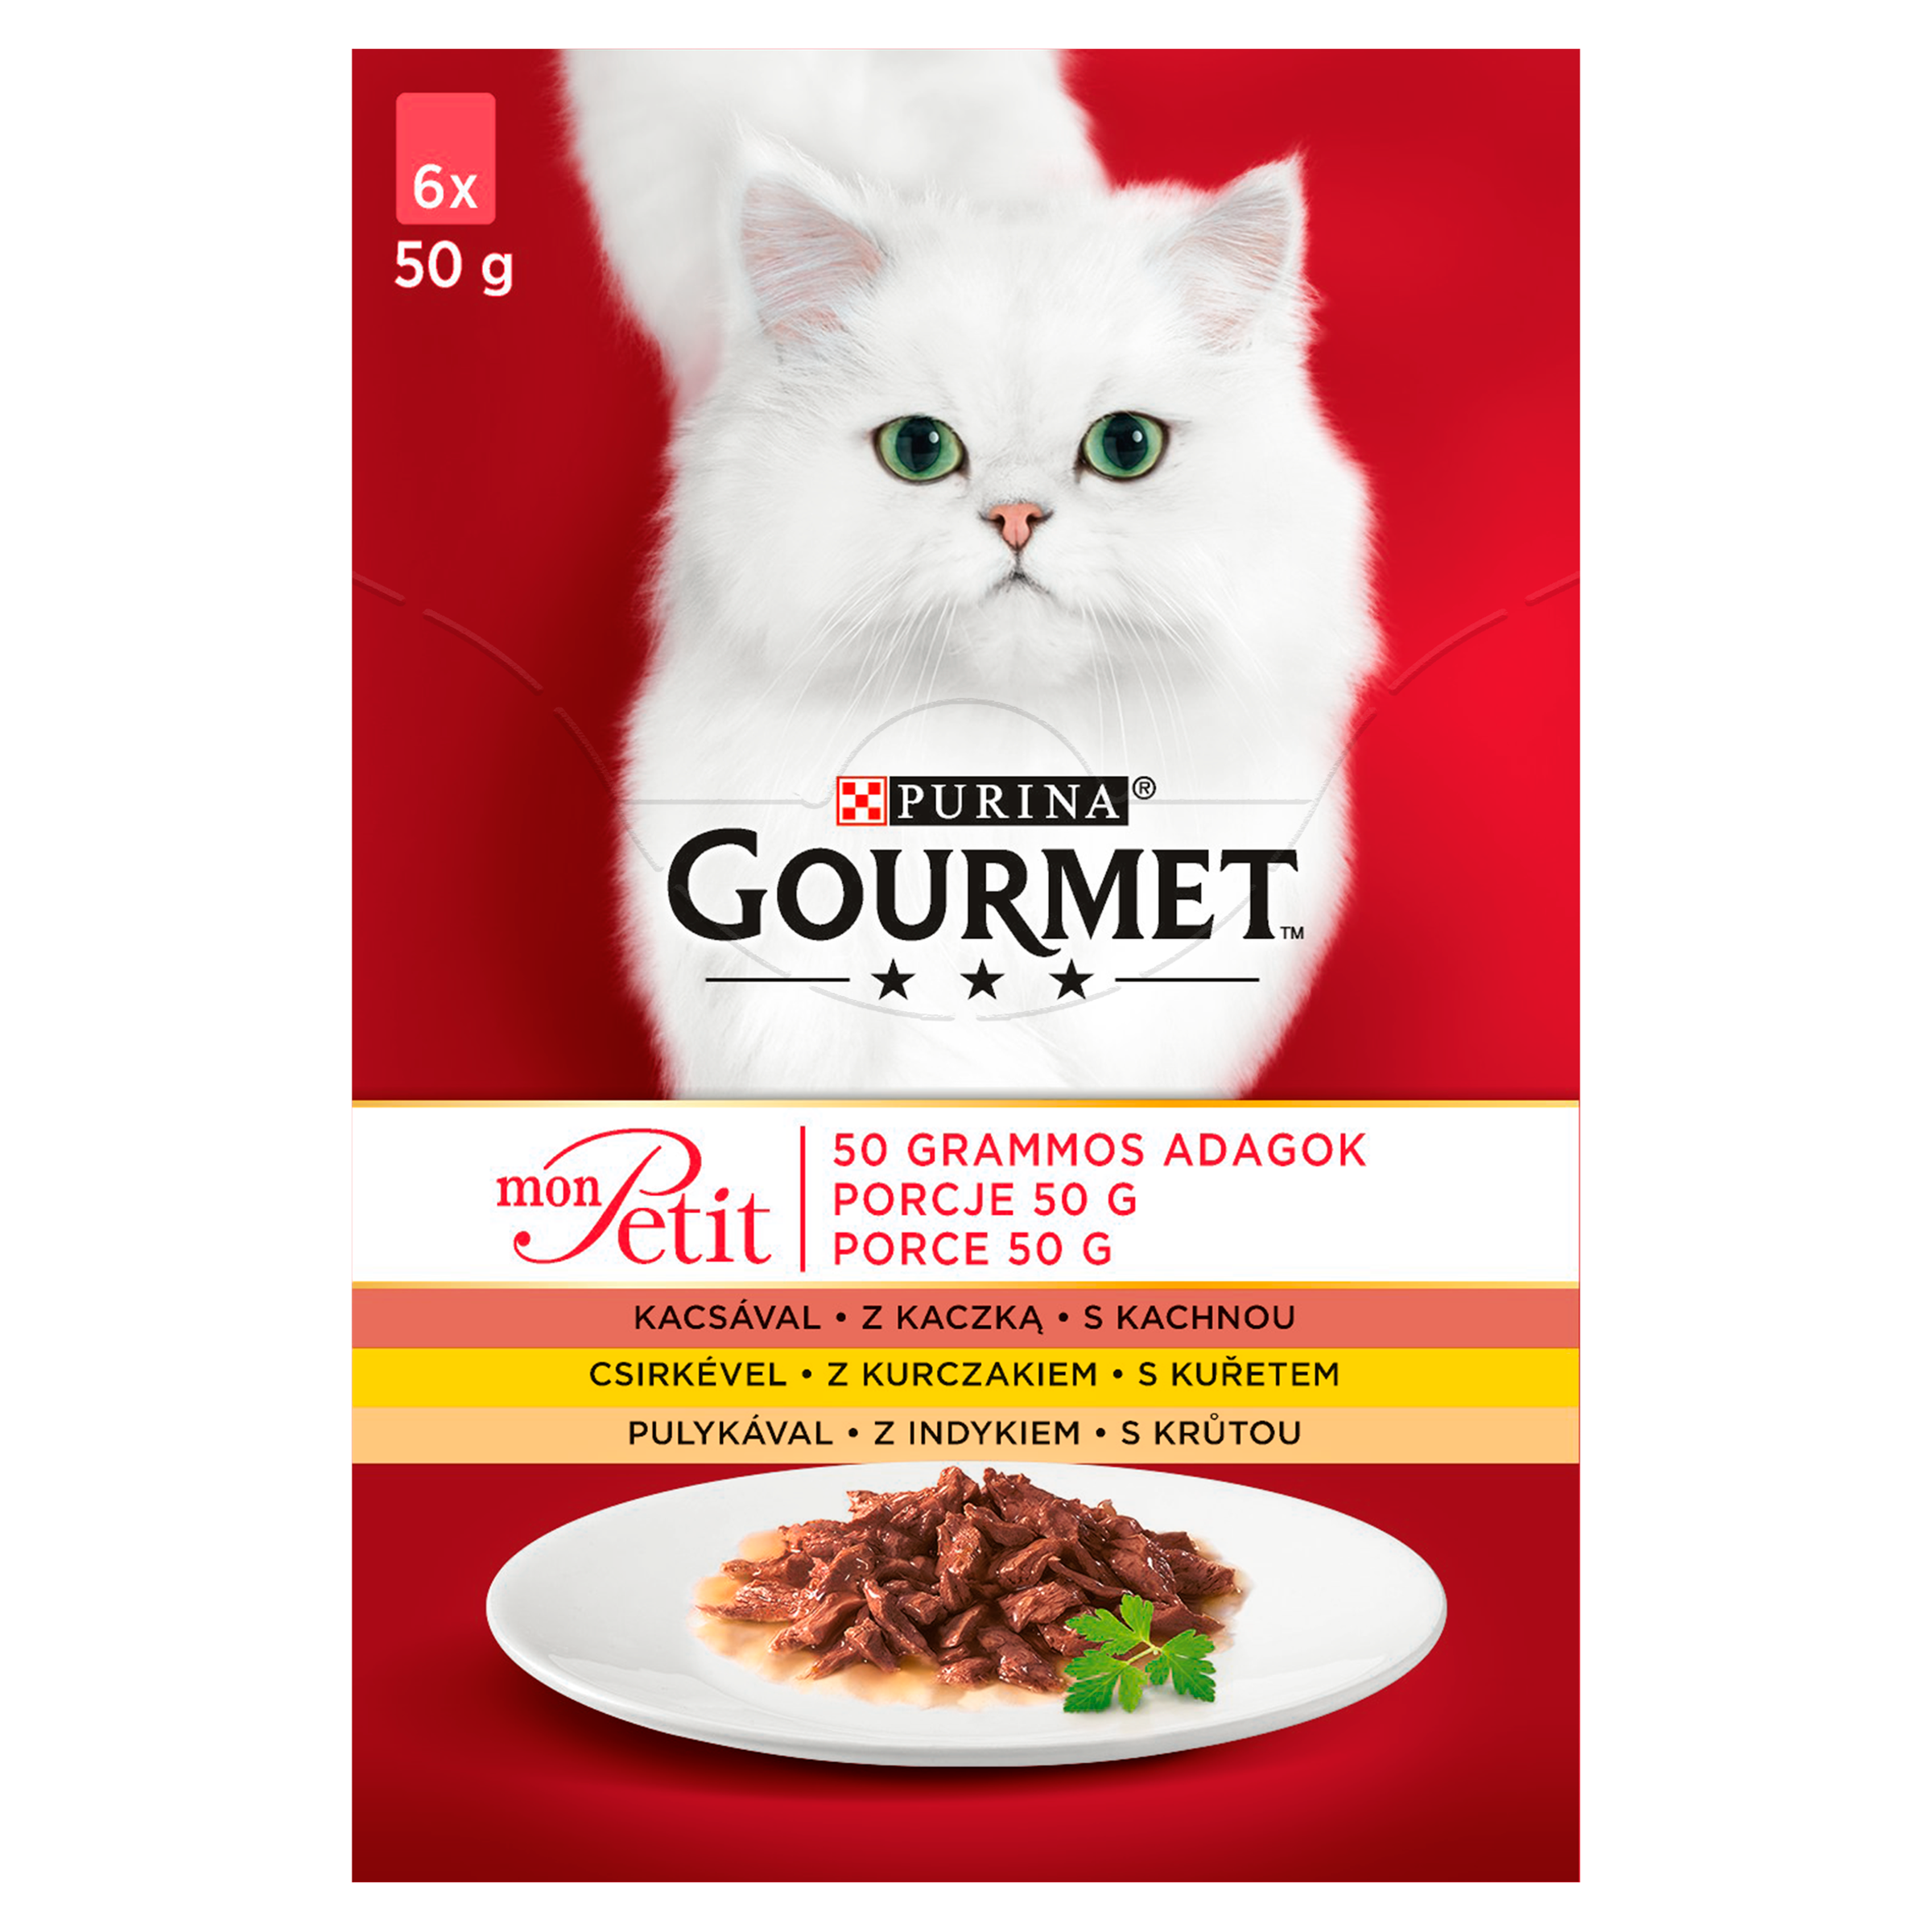 6x
50 g
PURINA®
GOURMET™
mon Petit
50 GRAMMOS ADAGOK
PORCJE 50 G
PORCE 50 G
KACSÁVAL • Z KACZKĄ • S KACHNOU
CSIRKÉVEL • Z KURCZAKIEM • S KUŘETEM
PULYKÁVAL • Z INDYKIEM • S KRŮTOU